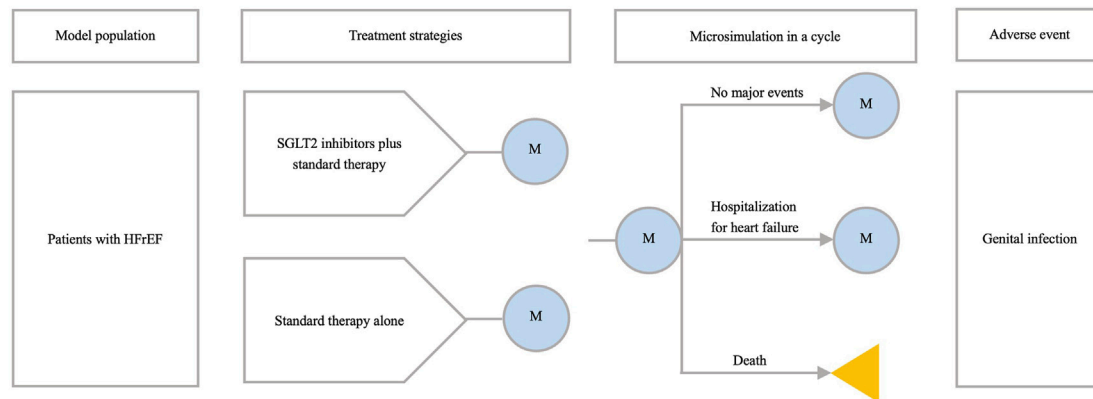 Model population
Treatment strategies
Microsimulation in a cycle
Adverse event
Patients with HFrEF
SGLT2 inhibitors plus
standard therapy
M
Standard therapy alone
M
M
No major events
M
Hospitalization
for heart failure
M
Death
Genital infection